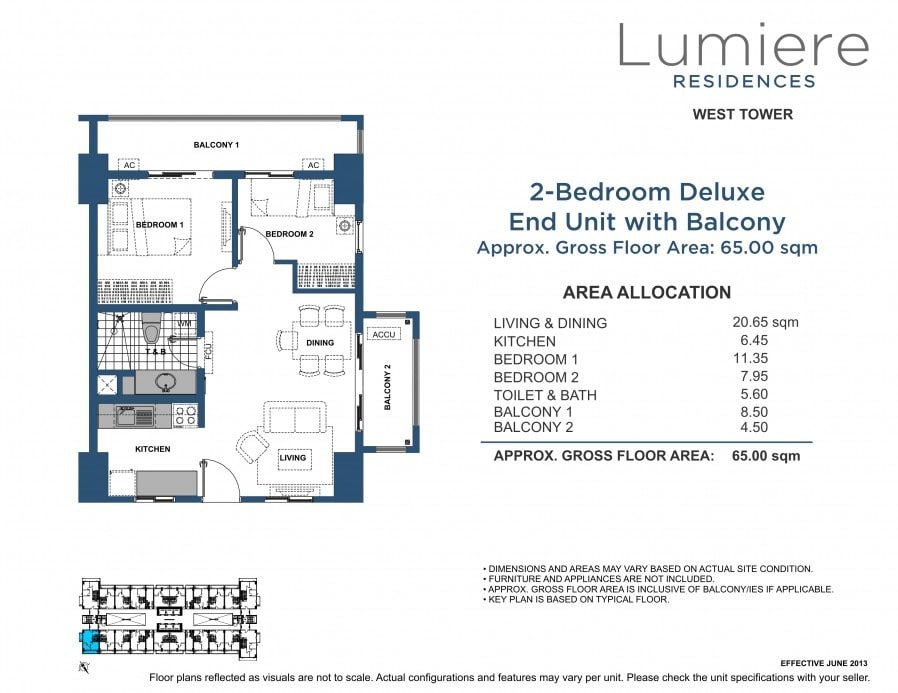 Lumiere
RESIDENCES
WEST TOWER
BALCONY 1
AC
AC
BEDROOM 1
BEDROOM 2
WM
T & B
FCU
DINING
ACCU
BALCONY 2
KITCHEN
LIVING
2-Bedroom Deluxe
End Unit with Balcony
Approx. Gross Floor Area: 65.00 sqm
AREA ALLOCATION
LIVING & DINING 20.65 sqm
KITCHEN 6.45
BEDROOM 1 11.35
BEDROOM 2 7.95
TOILET & BATH 5.60
BALCONY 1 8.50
BALCONY 2 4.50
APPROX. GROSS FLOOR AREA: 65.00 sqm
• DIMENSIONS AND AREAS MAY VARY BASED ON ACTUAL SITE CONDITION.
• FURNITURE AND APPLIANCES ARE NOT INCLUDED.
• APPROX. GROSS FLOOR AREA IS INCLUSIVE OF BALCONY/IES IF APPLICABLE.
• KEY PLAN IS BASED ON TYPICAL FLOOR.
EFFECTIVE JUNE 2013
Floor plans reflected as visuals are not to scale. Actual configurations and features may vary per unit. Please check the unit specifications with your seller.